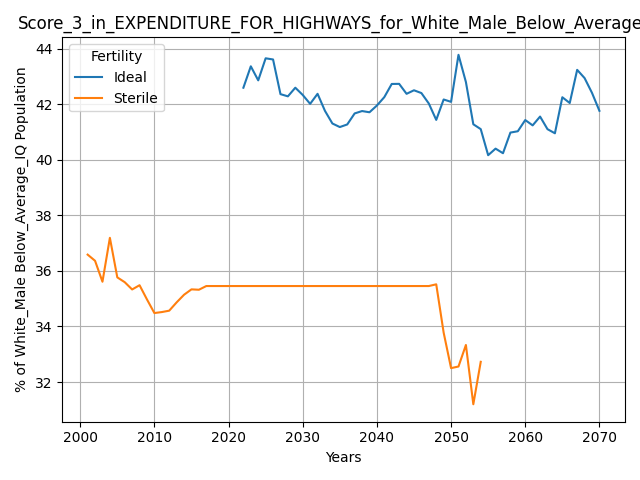 Score_3_in_EXPENDITURE_FOR_HIGHWAYS_for_White_Male_Below_Average
Fertility
Ideal
Sterile
% of White_Male Below_Average_IQ Population
44
42
40
38
36
34
32
2000 2010 2020 2030 2040 2050 2060 2070
Years